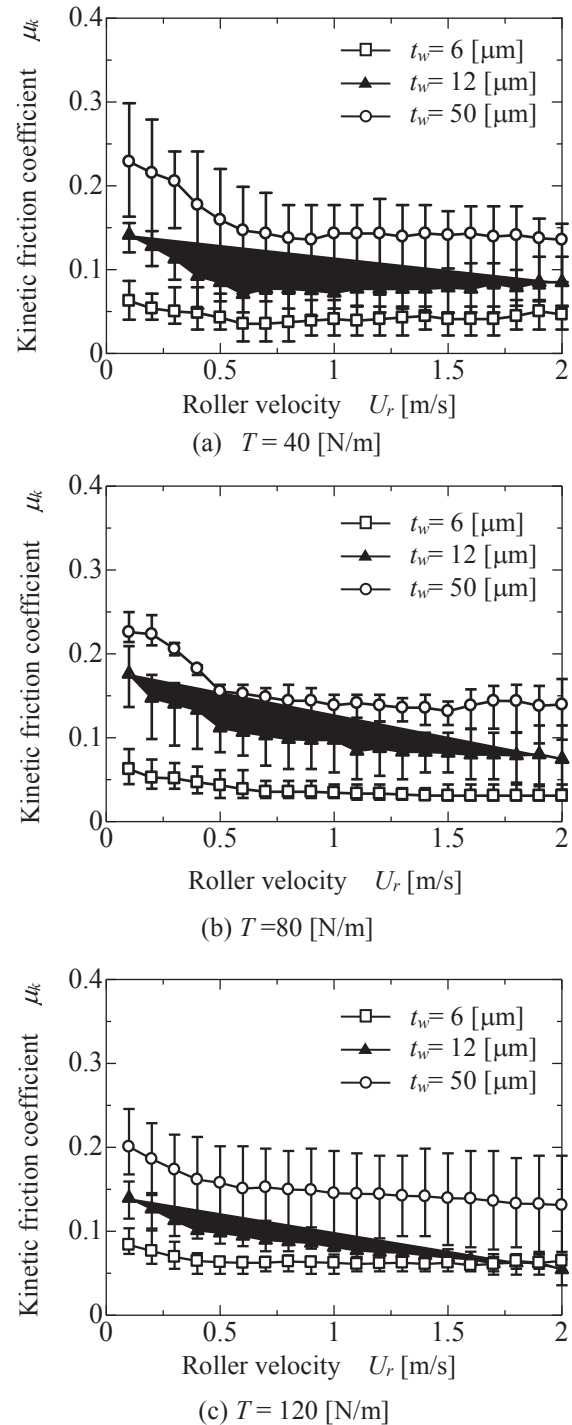 Kinetic friction coefficient μk
0.4
0.3
0.2
0.1
0
tw= 6 [μm]
tw= 12 [μm]
tw= 50 [μm]
0 0.5 1 1.5 2
Roller velocity Ur [m/s]
(a) T = 40 [N/m]
Kinetic friction coefficient μk
0.4
0.3
0.2
0.1
0
tw= 6 [μm]
tw= 12 [μm]
tw= 50 [μm]
0 0.5 1 1.5 2
Roller velocity Ur [m/s]
(b) T =80 [N/m]
Kinetic friction coefficient μk
0.4
0.3
0.2
0.1
0
tw= 6 [μm]
tw= 12 [μm]
tw= 50 [μm]
0 0.5 1 1.5 2
Roller velocity Ur [m/s]
(c) T = 120 [N/m]